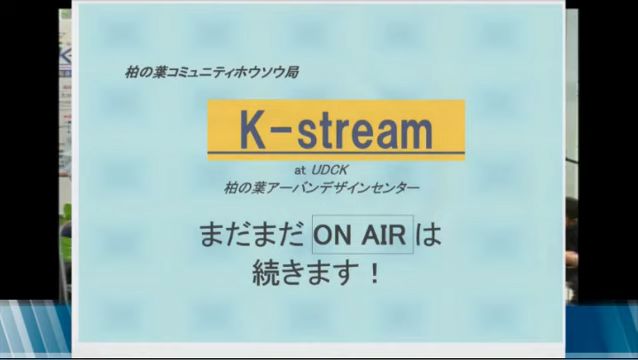 柏の葉コミュニティホウソウ局
K-stream
at UDCK
柏の葉アーバンデザインセンター
まだまだ ON AIR は
続きます！